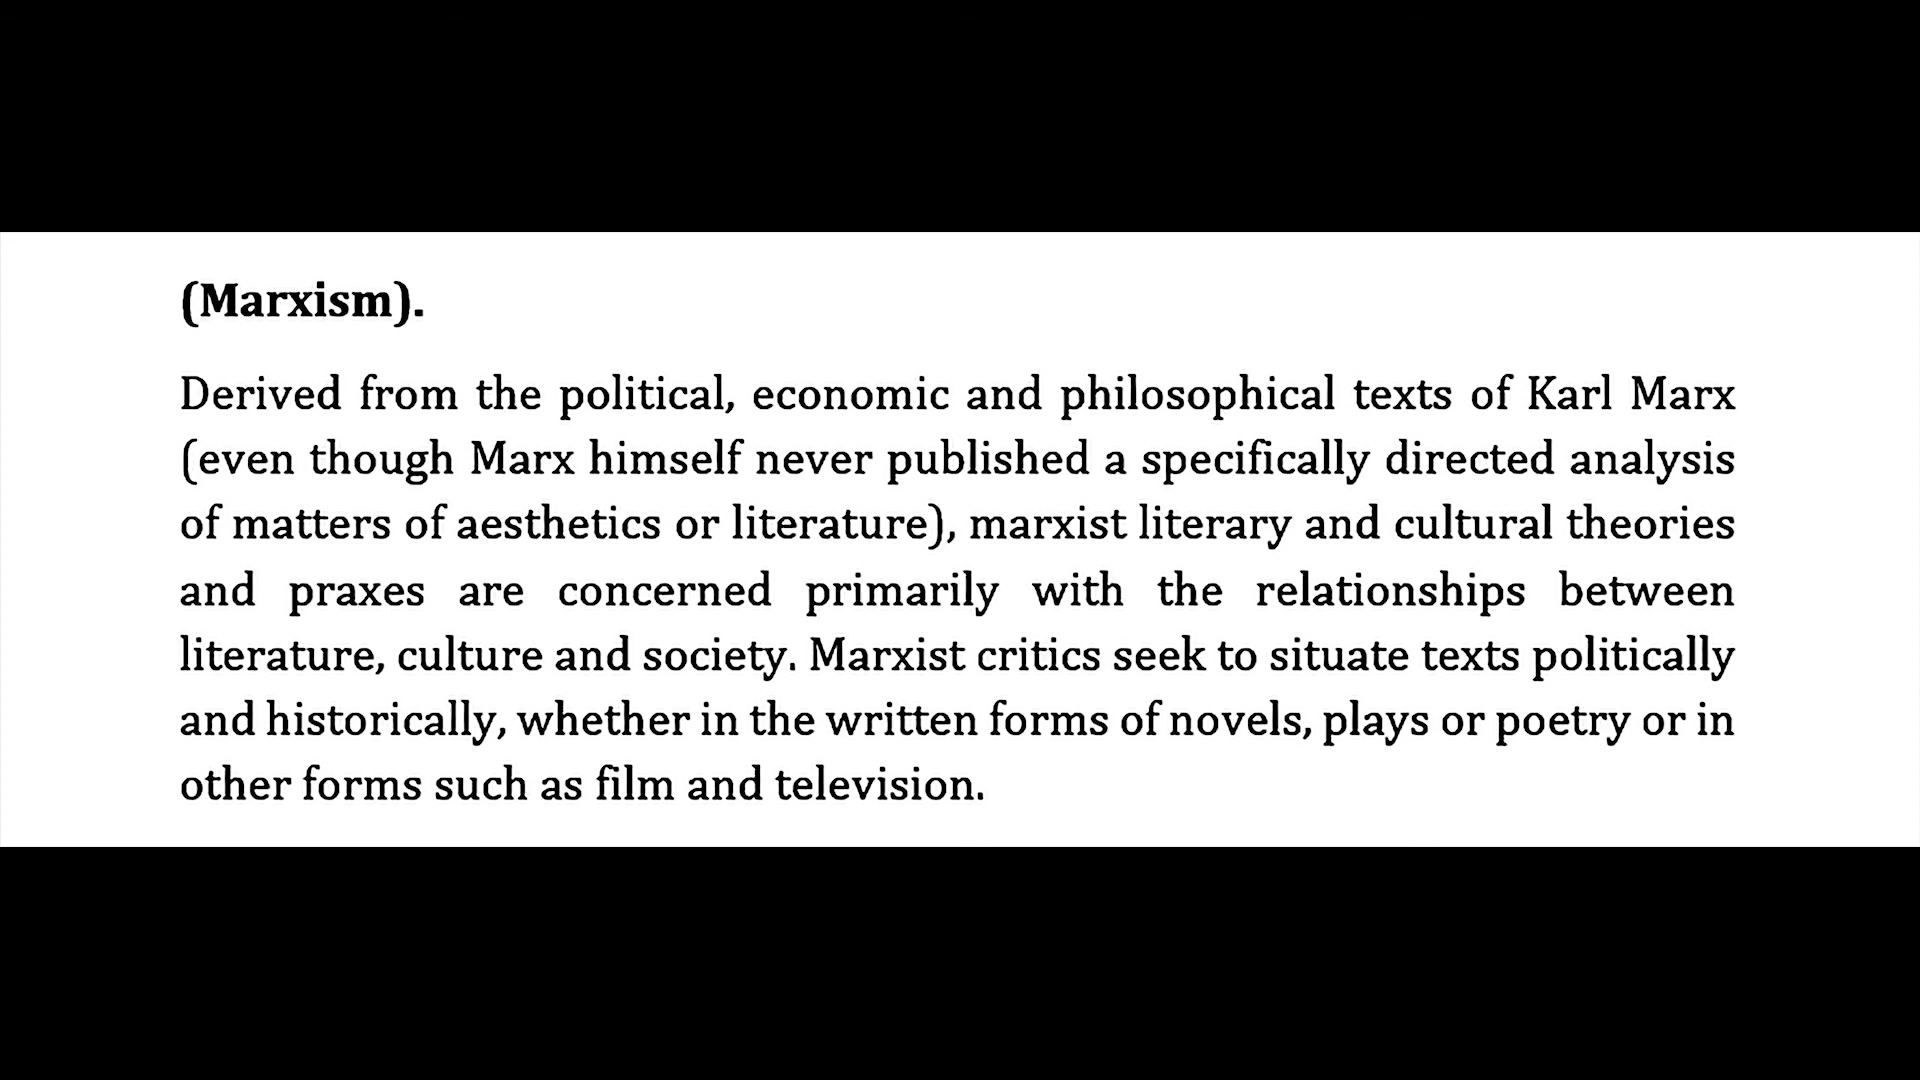 (Marxism).
Derived from the political, economic and philosophical texts of Karl Marx
(even though Marx himself never published a specifically directed analysis
of matters of aesthetics or literature), marxist literary and cultural theories
and praxes are concerned primarily with the relationships between
literature, culture and society. Marxist critics seek to situate texts politically
and historically, whether in the written forms of novels, plays or poetry or in
other forms such as film and television.